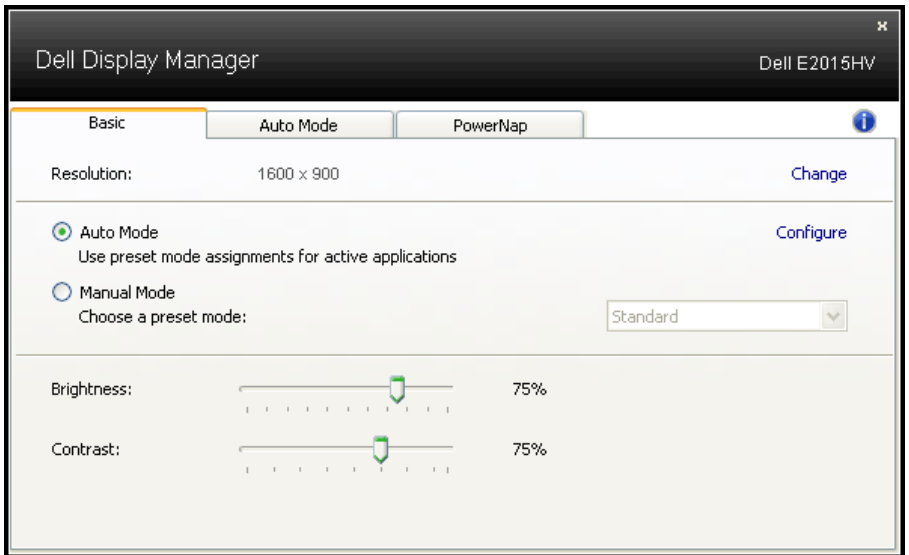 x
Dell Display Manager
Dell E2015HV
Basic Auto Mode PowerNap
Resolution: 1600 x 900 Change
Auto Mode Configure
Use preset mode assignments for active applications
Manual Mode
Choose a preset mode: Standard
Brightness: 75%
Contrast: 75%